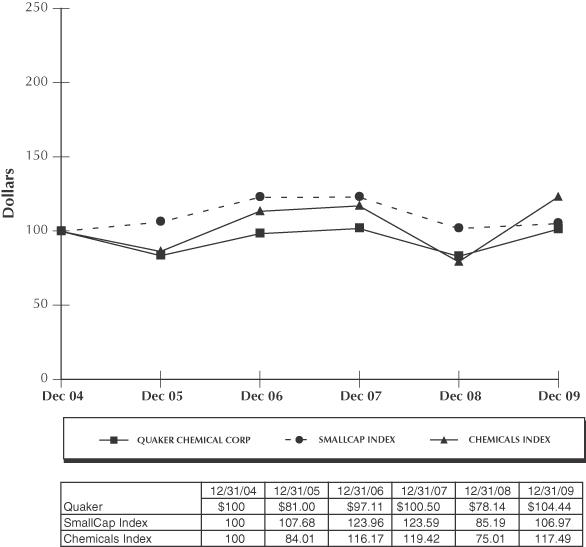 250
200
150
100
50
0
Dollars
Dec 04 Dec 05 Dec 06 Dec 07 Dec 08 Dec 09
QUAKER CHEMICAL CORP SMALLCAP INDEX CHEMICALS INDEX
12/31/04 12/31/05 12/31/06 12/31/07 12/31/08 12/31/09
Quaker $100 $81.00 $97.11 $100.50 $78.14 $104.44
SmallCap Index 100 107.68 123.96 123.59 85.19 106.97
Chemicals Index 100 84.01 116.17 119.42 75.01 117.49